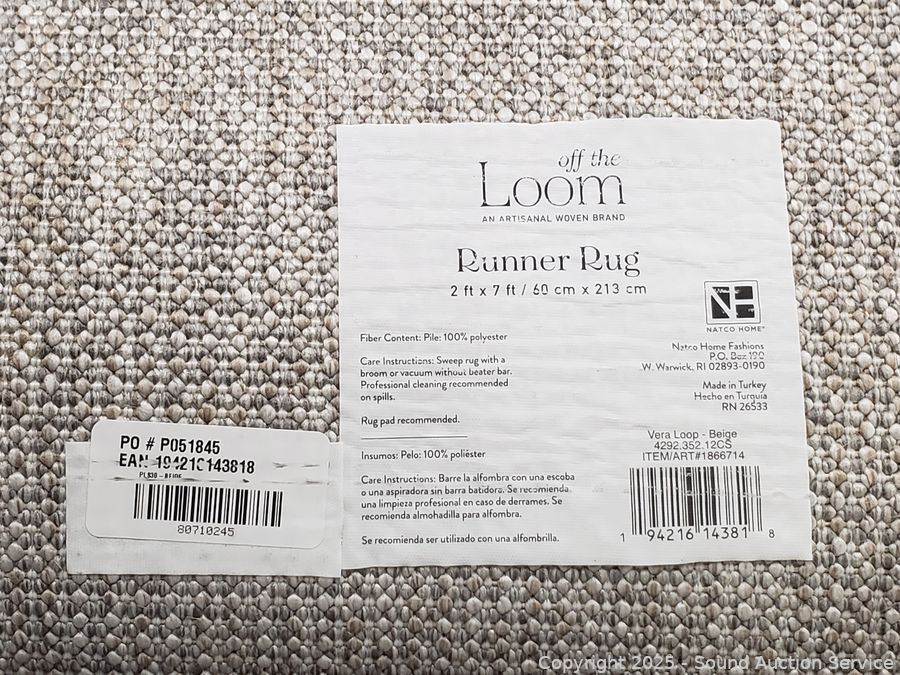 off the
Loom
AN ARTISANAL WOVEN BRAND
Runner Rug
2 ft x 7 ft / 60 cm x 213 cm
NATCO HOME
Fiber Content: Pile: 100% polyester
Care Instructions: Sweep rug with a
broom or vacuum without beater bar.
Professional cleaning recommended
on spills.
Rug pad recommended.
Insumos: Pelo: 100% poliéster
Care Instructions: Barre la alfombra con una escoba
o una aspiradora sin barra batidora. Se recomienda
una limpieza profesional en caso de derrames. Se
recomienda almohadilla para alfombra.
Se recomienda ser utilizado con una alfombrilla.
Natco Home Fashions
P.O. Box 190
W. Warwick, RI 02893-0190
Made in Turkey
Hecho en Turquía
RN 26533
Vera Loop - Beige
4292.352.12CS
ITEM/ART#1866714
1 94216 14381 8
PO # P051845
EAN: 194216143818
80710245
Copyright 2025 - Sound Auction Service